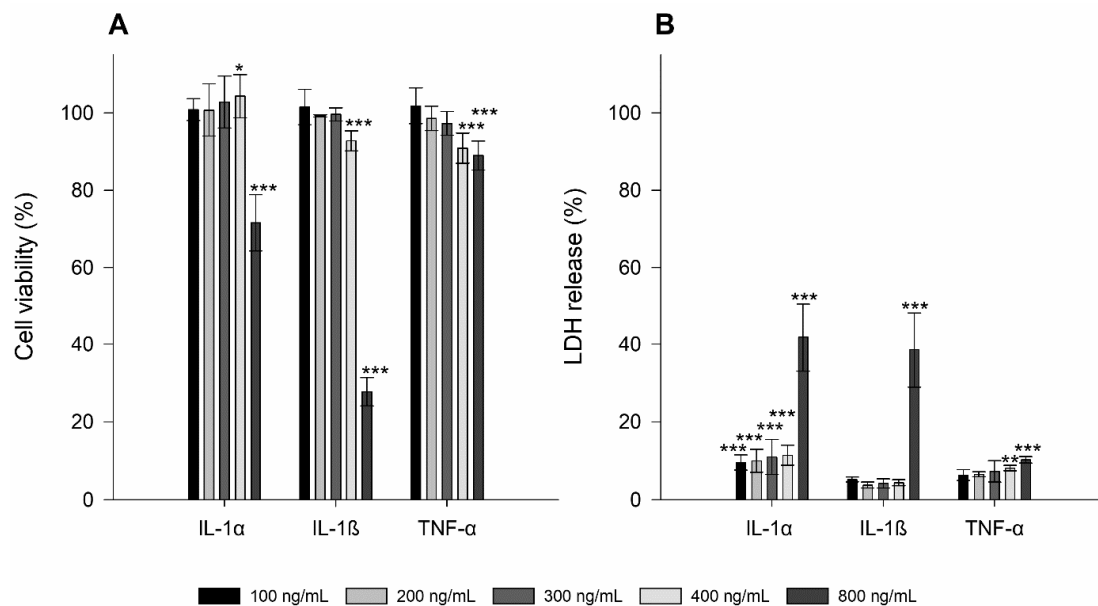 A
Cell viability (%)
100
80
60
40
20
0
*
***
***
***
***
***
IL-1α
IL-1ß
TNF-α
B
LDH release (%)
100
80
60
40
20
0
***
***
***
***
***
***
**
***
IL-1α
IL-1ß
TNF-α
100 ng/mL 200 ng/mL 300 ng/mL 400 ng/mL 800 ng/mL